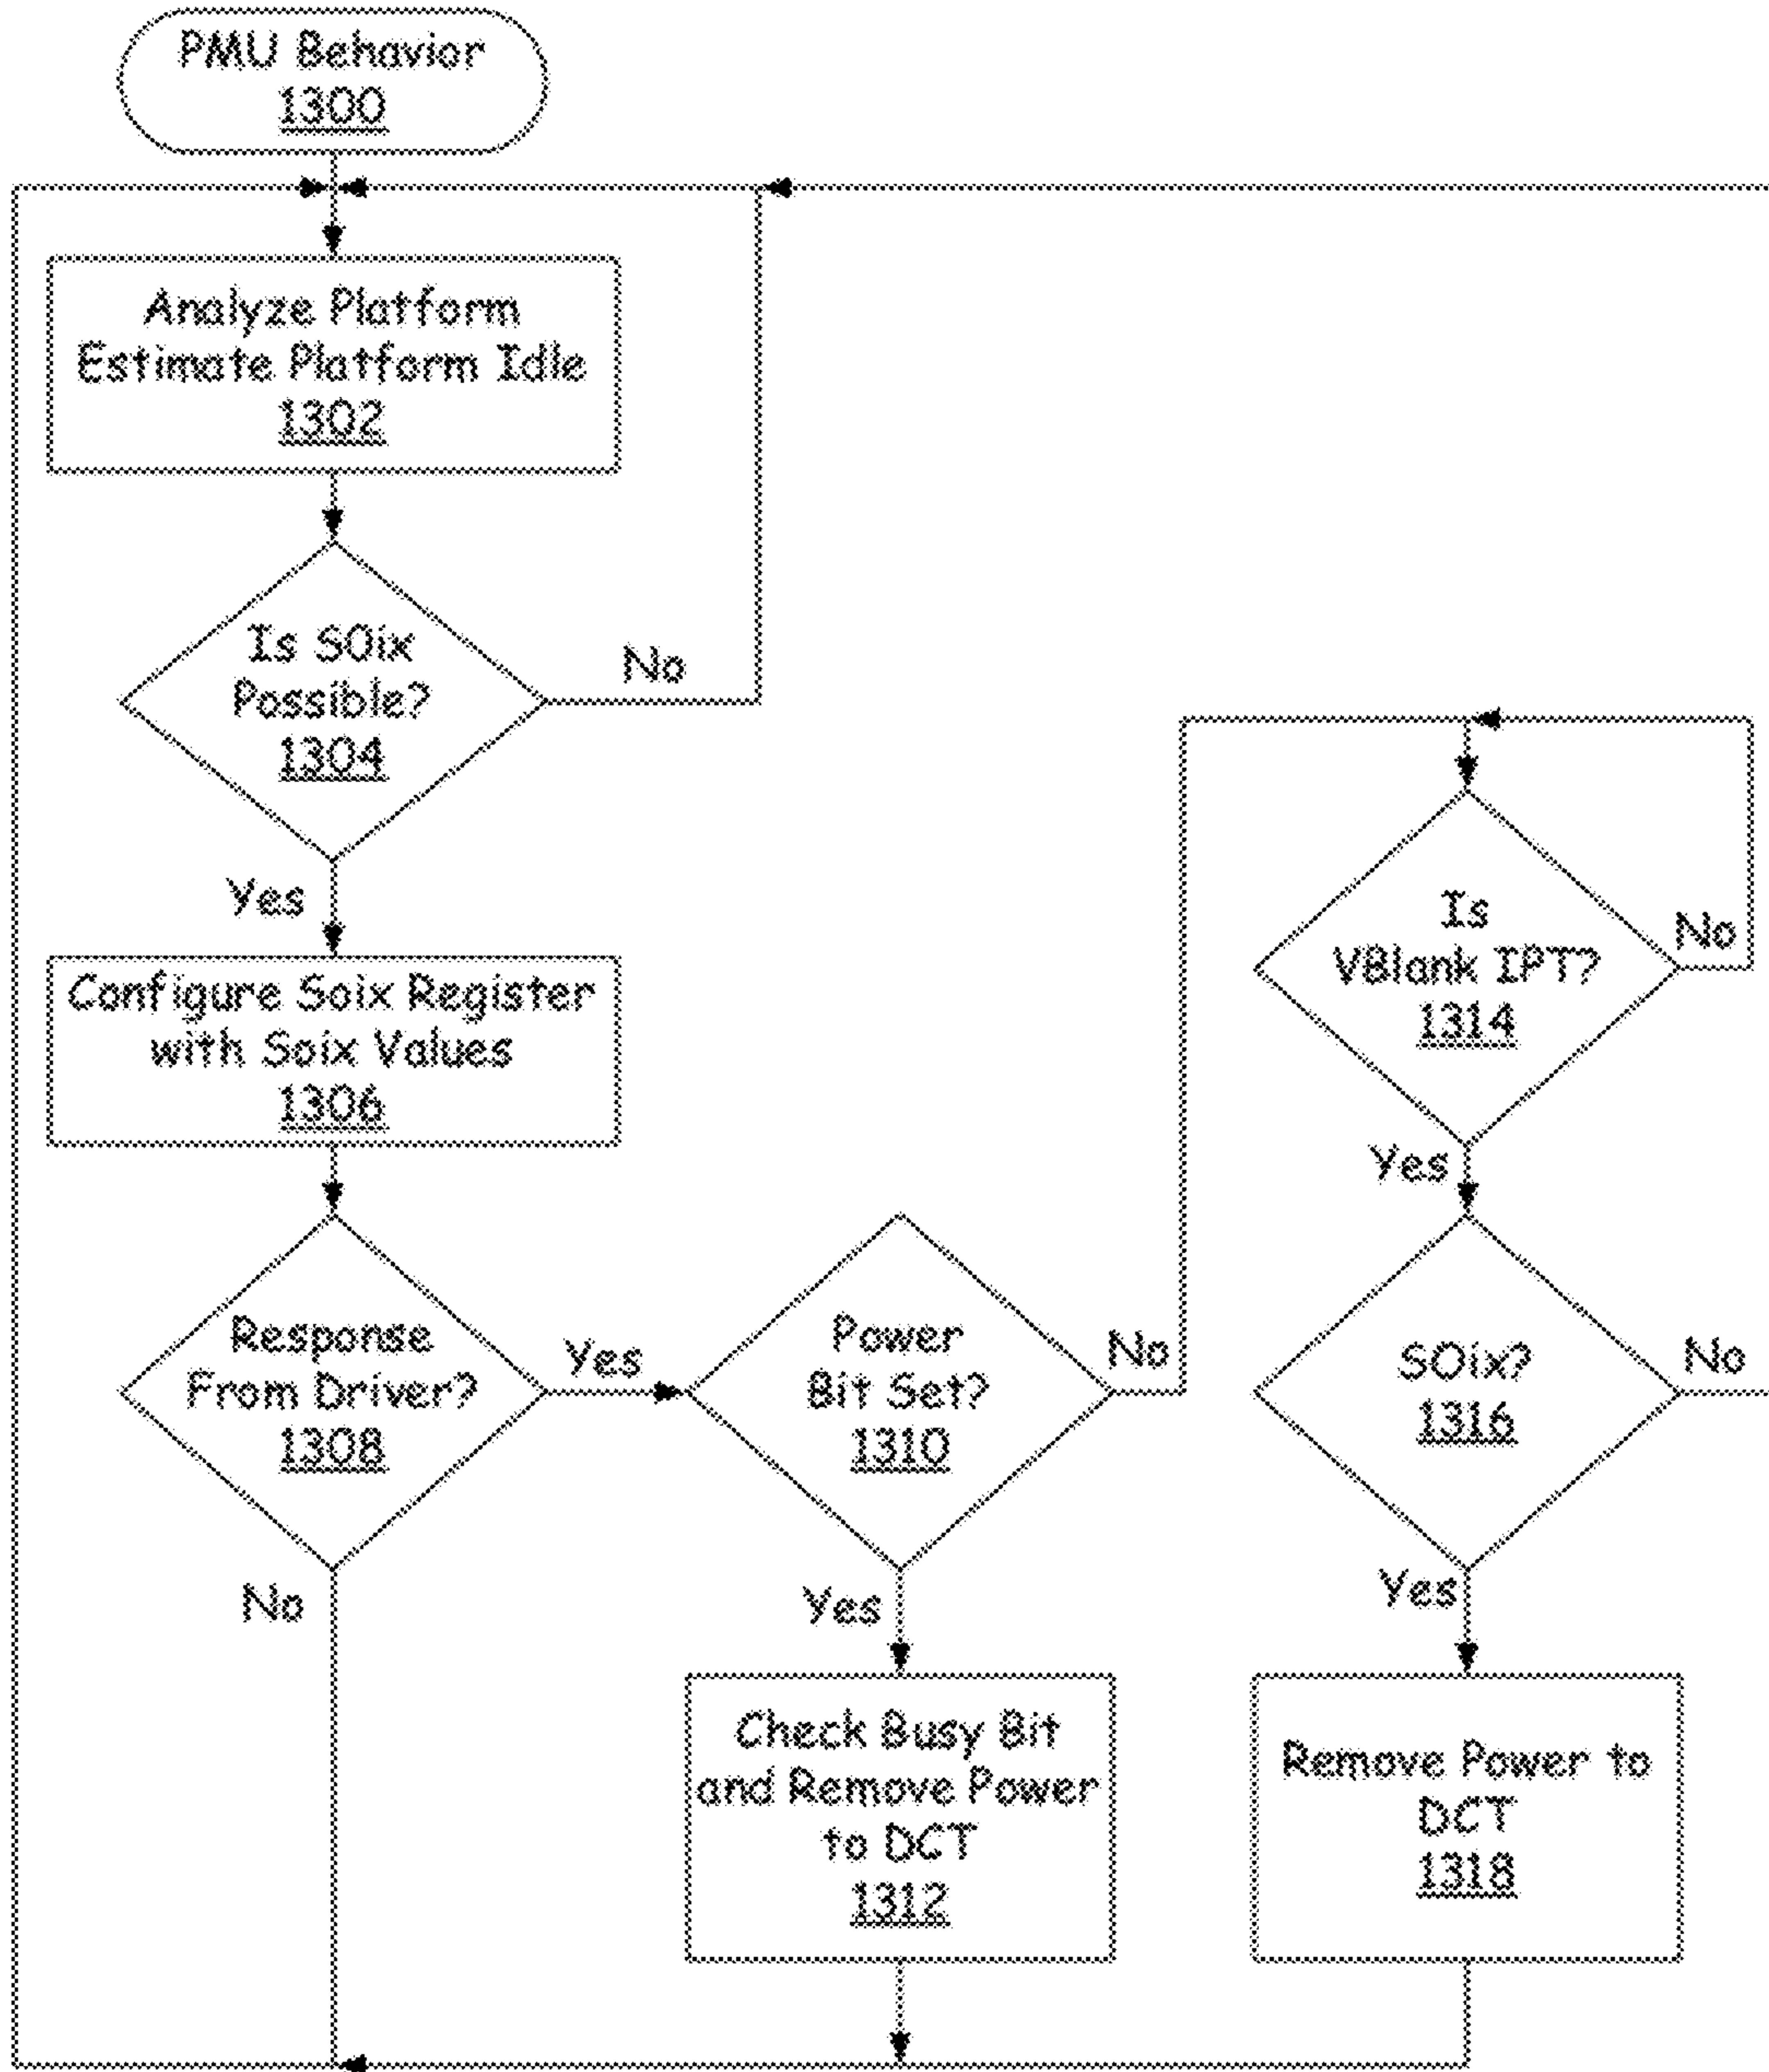 PMU Behavior
1300
Analyze Platform
Estimate Platform Idle
1302
Is S0ix
Possible?
1304
No
Yes
Configure Soix Register
with Soix Values
1306
Response
From Driver?
1308
Yes
No
Power
Bit Set?
1310
No
Yes
Check Busy Bit
and Remove Power
to DCT
1312
Is
VBlank IPT?
1314
No
Yes
S0ix?
1316
No
Yes
Remove Power to
DCT
1318